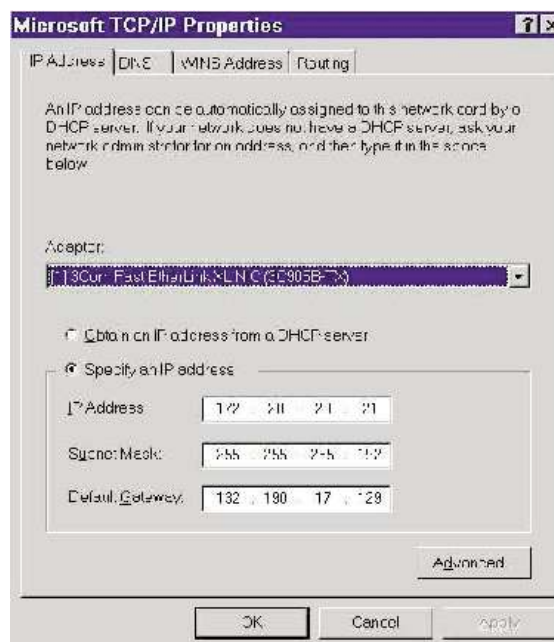 Microsoft TCP/IP Properties
IP Address DNS WINS Address Routing
An IP address can be automatically assigned to this network card by a
DHCP server. If your network does not have a DHCP server, ask your
network administrator for an address, and then type it in the space
below
Adapter:
3Com Fast EtherLink XL NIC (3C905B-TX)
Obtain an IP address from a DHCP server
Specify an IP address
IP Address
Subnet Mask:
255 . 255 .
Default Gateway:
132 . 190 . 17 . 129
Advanced
OK Cancel Apply